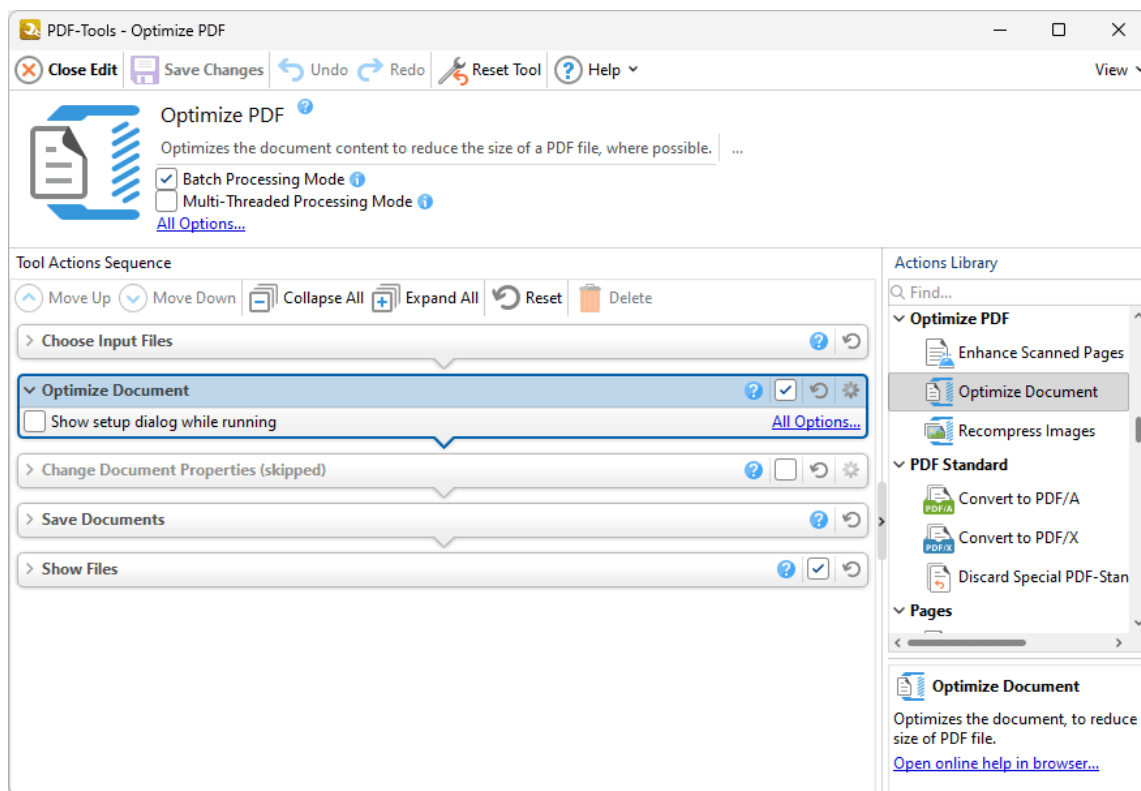 PDF-Tools - Optimize PDF
Close Edit Save Changes Undo Redo Reset Tool ? Help View
Optimize PDF ?
Optimizes the document content to reduce the size of a PDF file, where possible. ...
Batch Processing Mode i
Multi-Threaded Processing Mode i
All Options...
Tool Actions Sequence
Move Up Move Down Collapse All Expand All Reset Delete
Choose Input Files ?
Optimize Document ?
Show setup dialog while running All Options...
Change Document Properties (skipped) ?
Save Documents ?
Show Files ?
Actions Library
Find...
Optimize PDF
Enhance Scanned Pages
Optimize Document
Recompress Images
PDF Standard
PDF/A Convert to PDF/A
PDF/X Convert to PDF/X
Discard Special PDF-Stan
Pages
Optimize Document
Optimizes the document, to reduce
size of PDF file.
Open online help in browser...